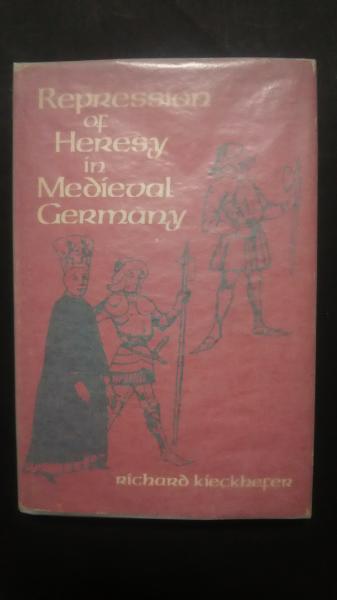 Repression
of
Heresy
in
Medieval
Germany
Richard Kieckhefer